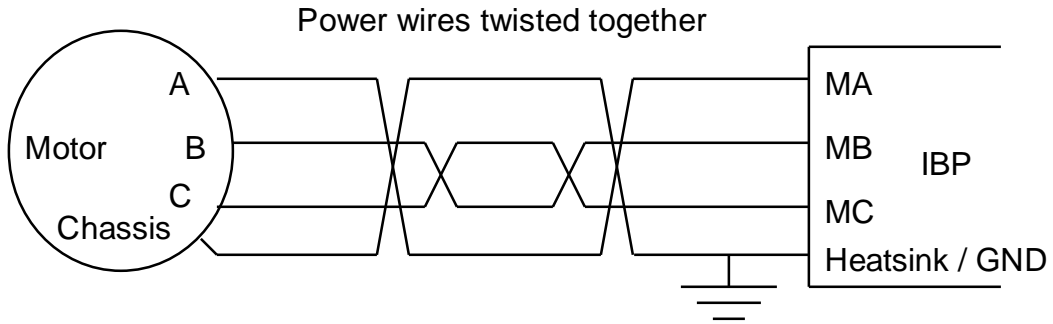 Power wires twisted together
A
MA
Motor
B
MB
IBP
C
MC
Chassis
Heatsink / GND